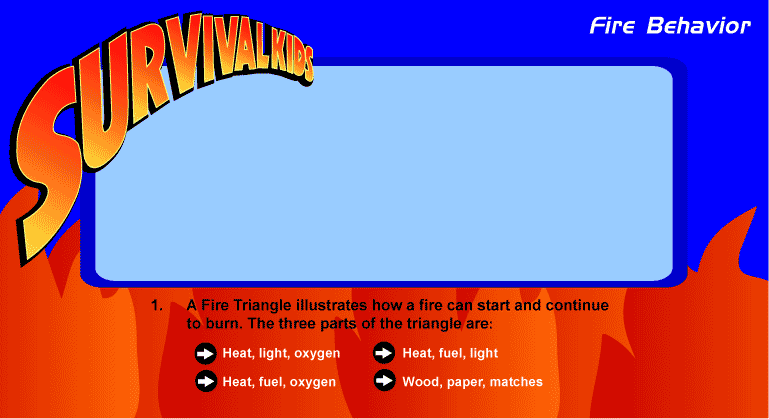 Fire Behavior
SURVIVALKIDS
1. A Fire Triangle illustrates how a fire can start and continue
to burn. The three parts of the triangle are:
Heat, light, oxygen
Heat, fuel, light
Heat, fuel, oxygen
Wood, paper, matches